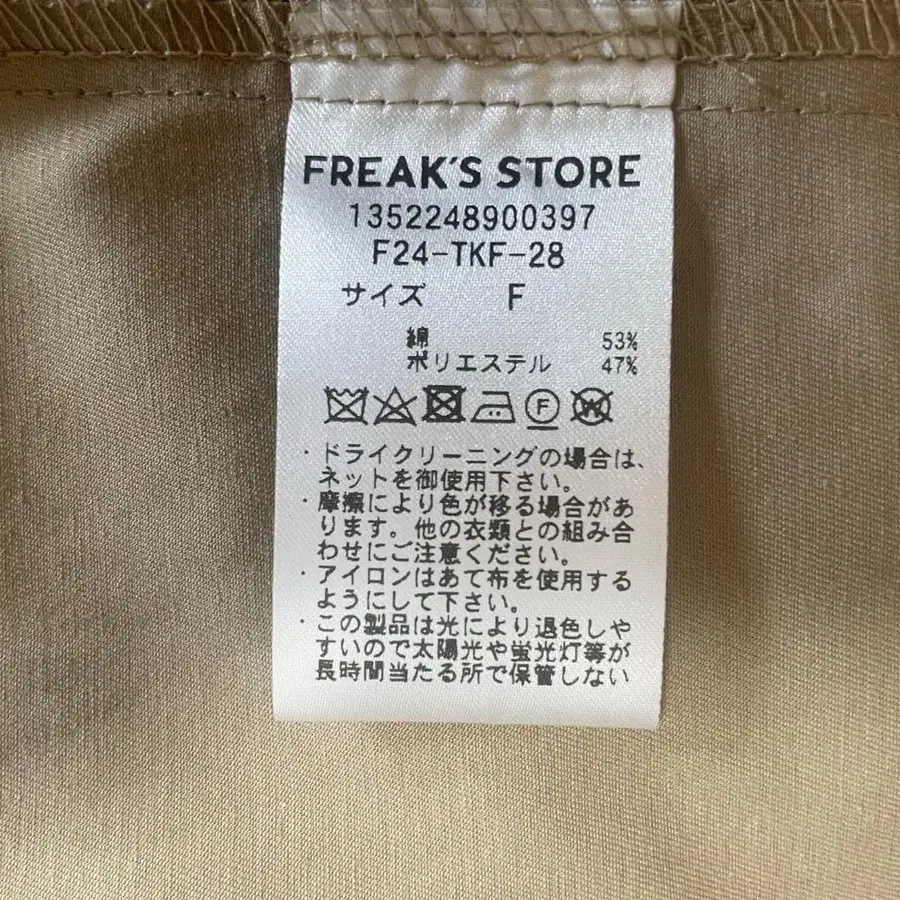 FREAK'S STORE
1352248900397
F24-TKF-28
サイズ F
綿 53%
ポリエステル 47%
F W
・ドライクリーニングの場合は、
ネットを御使用下さい。
・摩擦により色が移る場合があ
ります。他の衣類との組み合
わせにご注意ください。
・アイロンはあて布を使用する
ようにして下さい。
・この製品は光により退色しや
すいので太陽光や蛍光灯等が
長時間当たる所で保管しない